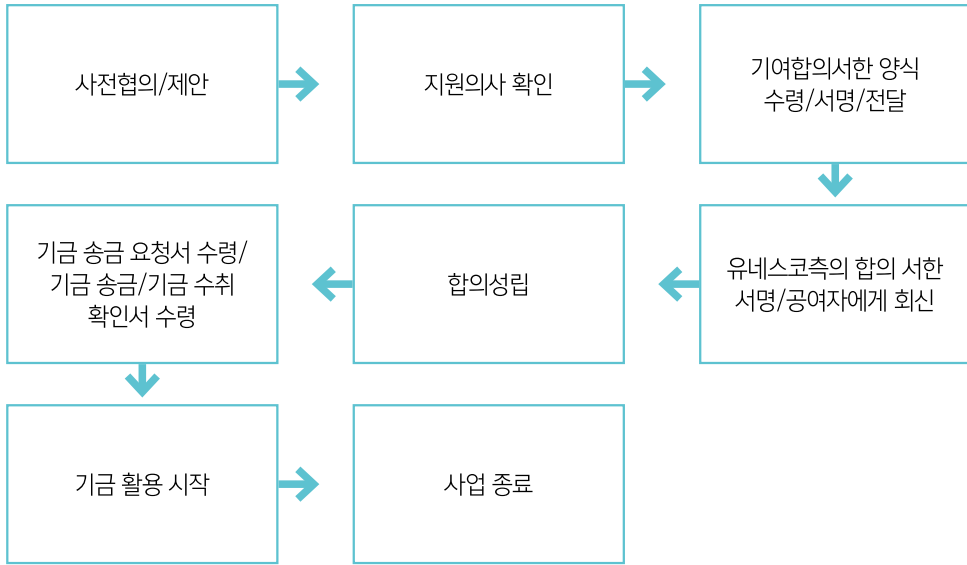 사전협의/제안
지원의사 확인
기여합의서한 양식
수령/서명/전달
유네스코측의 합의 서한
서명/공여자에게 회신
합의성립
기금 송금 요청서 수령/
기금 송금/기금 수취
확인서 수령
기금 활용 시작
사업 종료